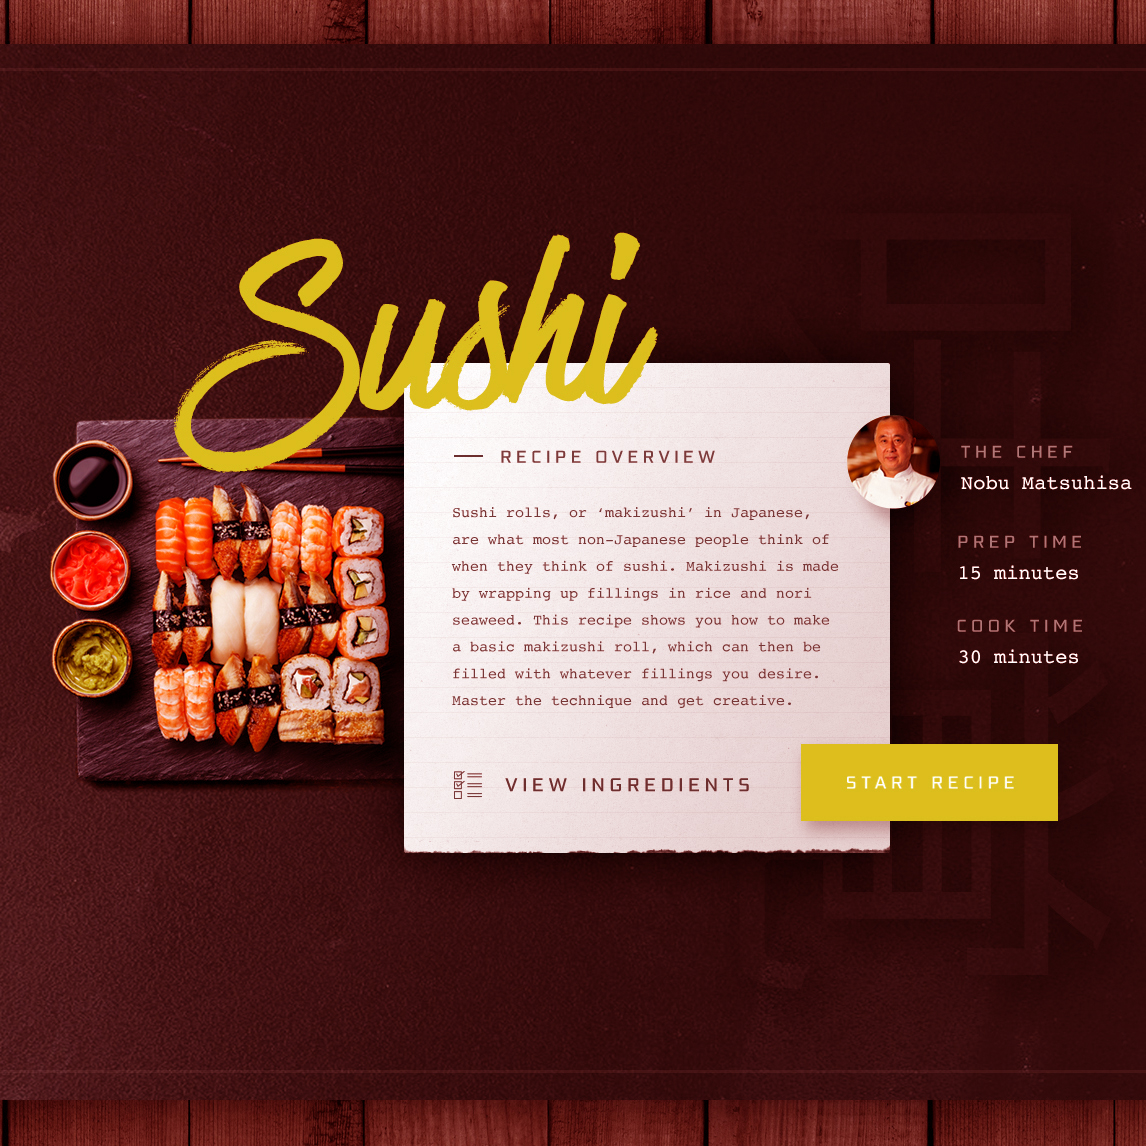 Sushi
RECIPE OVERVIEW
Sushi rolls, or ‘makizushi’ in Japanese,
are what most non-Japanese people think of
when they think of sushi. Makizushi is made
by wrapping up fillings in rice and nori
seaweed. This recipe shows you how to make
a basic makizushi roll, which can then be
filled with whatever fillings you desire.
Master the technique and get creative.
VIEW INGREDIENTS
START RECIPE
THE CHEF
Nobu Matsuhisa
PREP TIME
15 minutes
COOK TIME
30 minutes